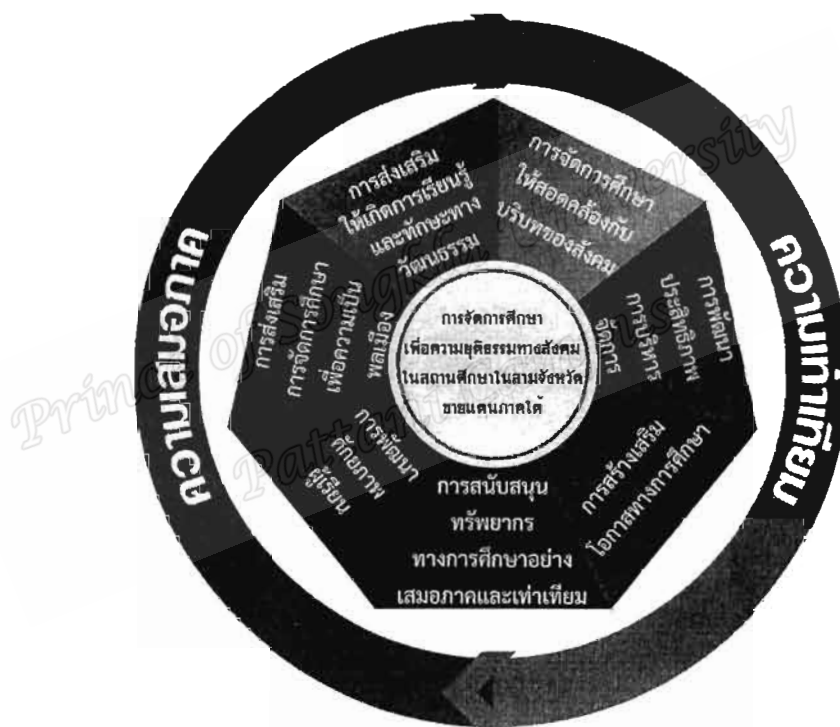 ความเสมอภาค
ความเท่าเทียม
การจัดการศึกษา
ให้สอดคล้องกับ
บริบทของสังคม
การพัฒนา
ประสิทธิภาพ
การบริหาร
จัดการ
การสร้างเสริม
โอกาสทางการศึกษา
การสนับสนุน
ทรัพยากร
ทางการศึกษาอย่าง
เสมอภาคและเท่าเทียม
การพัฒนา
ศักยภาพ
ผู้เรียน
การส่งเสริม
การจัดการศึกษา
เพื่อความเป็น
พลเมือง
การส่งเสริม
ให้เกิดการเรียนรู้
และทักษะทาง
วัฒนธรรม
การจัดการศึกษา
เพื่อความยุติธรรมทางสังคม
ในสถานศึกษาในสามจังหวัด
ชายแดนภาคใต้
Prince of Songkla University
Pattani Campus